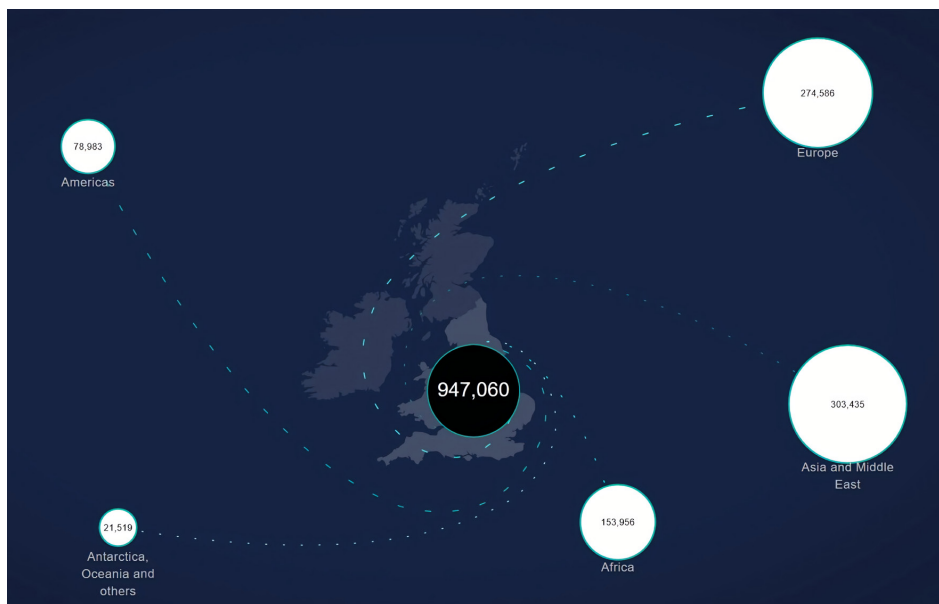 274,586
Europe
78,983
Americas
947,060
303,435
Asia and Middle
East
153,956
Africa
21,519
Antarctica,
Oceania and
others